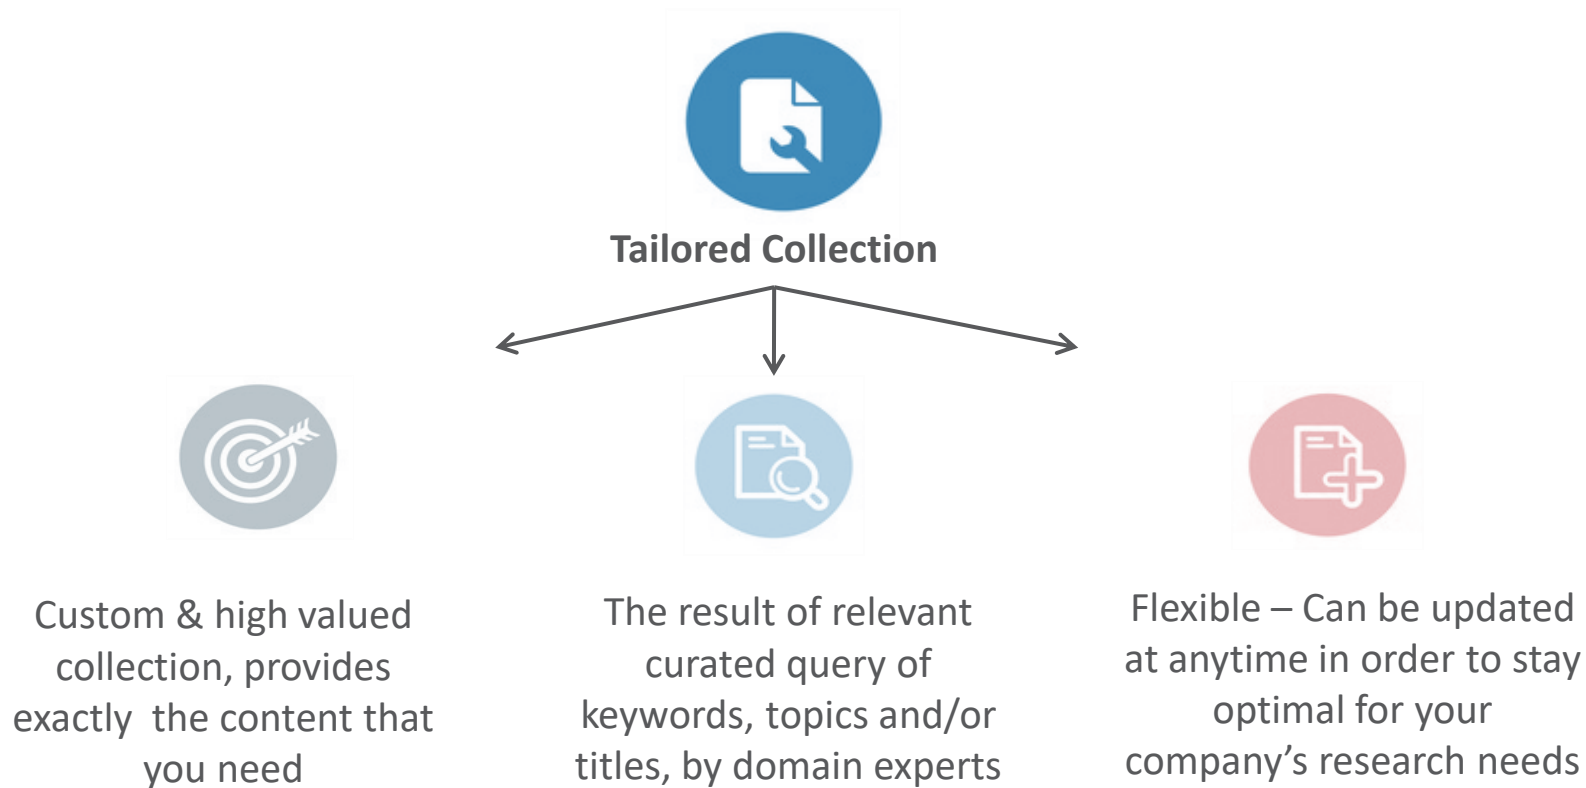 Tailored Collection
Custom & high valued
collection, provides
exactly  the content that
you need
The result of relevant
curated query of
keywords, topics and/or
titles, by domain experts
Flexible – Can be updated
at anytime in order to stay
optimal for your
company’s research needs